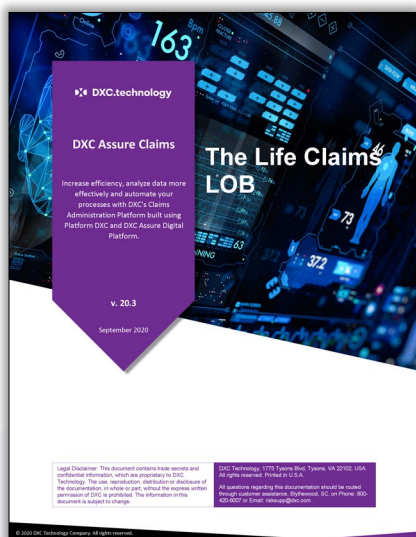 163
Bpm
DXC.technology
DXC Assure Claims
Increase efficiency, analyze data more
effectively and automate your
processes with DXC's Claims
Administration Platform built using
Platform DXC and DXC Assure Digital
Platform.
v. 20.3
September 2020
The Life Claims
LOB
46
73
63
37.2
Legal Disclaimer: This document contains trade secrets and
confidential information, which are proprietary to DXC
Technology. The use, reproduction, distribution or disclosure of
the documentation, in whole or part, without the express written
permission of DXC is prohibited. The information in this
document is subject to change.
DXC Technology, 1775 Tysons Blvd, Tysons, VA 22102, USA.
All rights reserved. Printed in U.S.A.
All questions regarding this documentation should be routed
through customer assistance, Blythewood, SC, on Phone: 800-
420-6007 or Email: risksupp@dxc.com
© 2020 DXC Technology Company. All rights reserved.